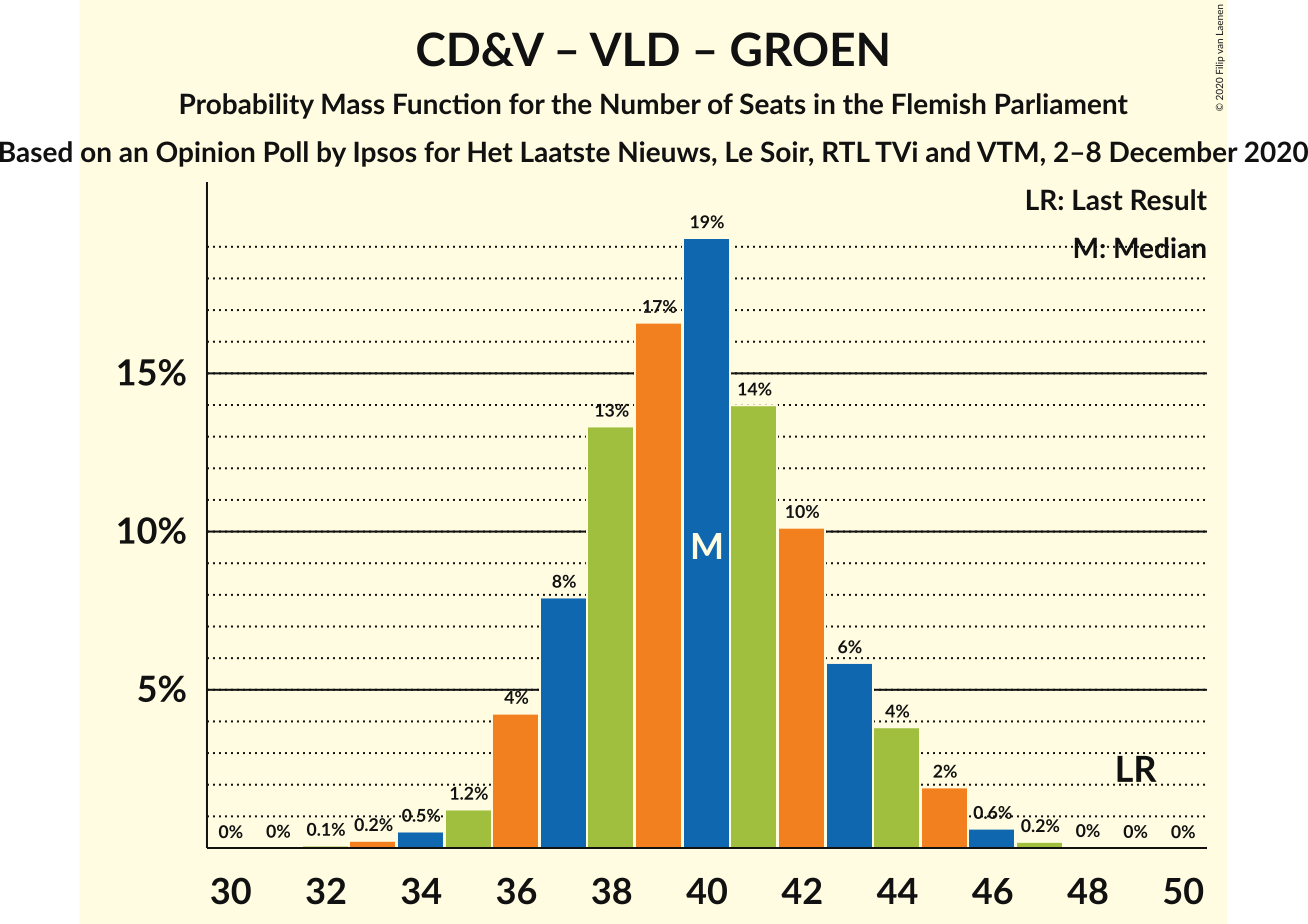 CD&V – VLD – GROEN
Probability Mass Function for the Number of Seats in the Flemish Parliament
Based on an Opinion Poll by Ipsos for Het Laatste Nieuws, Le Soir, RTL TVi and VTM, 2–8 December 2020
© 2020 Filip van Laenen
LR: Last Result
M: Median
19%
17%
15%
14%
13%
10%
10%
M
8%
6%
5%
4%
4%
LR
2%
1.2%
0.6%
0.5%
0.2%
0.2%
0.1%
0%
0%
0%
0%
0%
30 32 34 36 38 40 42 44 46 48 50